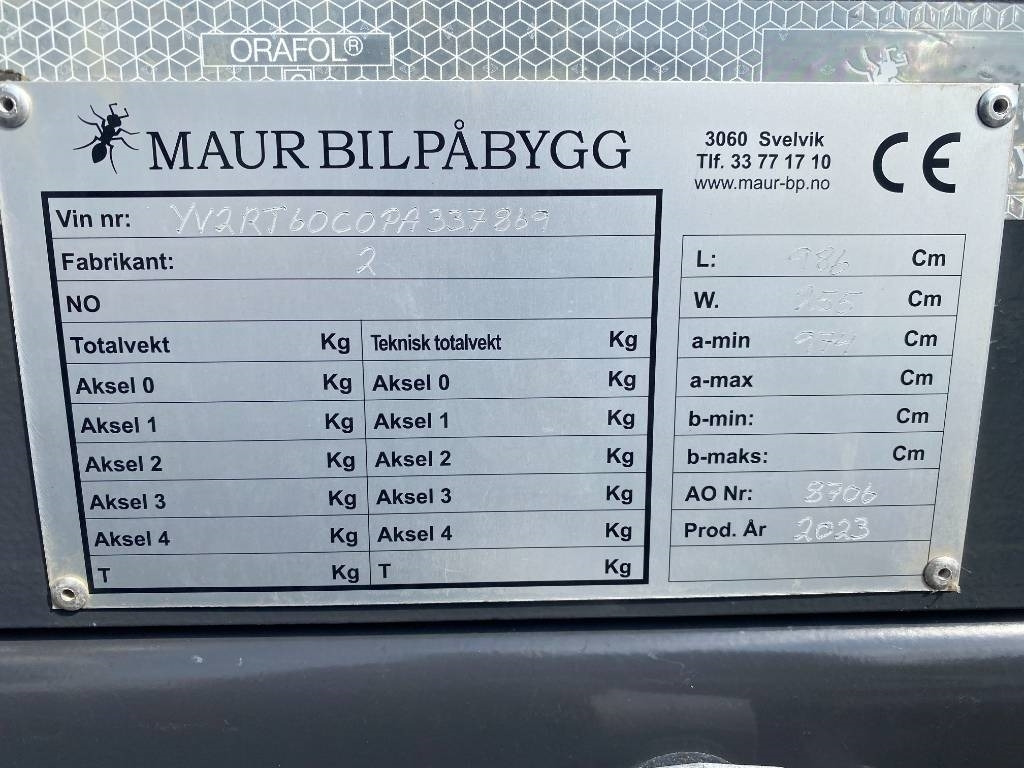 ORAFOL®
MAUR BILPÅBYGG
3060 Svelvik
Tlf. 33 77 17 10
www.maur-bp.no
CE
Vin nr: YV2RT60C0PA337869
Fabrikant: 2
NO
Totalvekt Kg Teknisk totalvekt Kg
Aksel 0 Kg Aksel 0 Kg
Aksel 1 Kg Aksel 1 Kg
Aksel 2 Kg Aksel 2 Kg
Aksel 3 Kg Aksel 3 Kg
Aksel 4 Kg Aksel 4 Kg
T Kg T Kg
L: 986 Cm
W. 255 Cm
a-min 974 Cm
a-max Cm
b-min: Cm
b-maks: Cm
AO Nr: 8706
Prod. År 2023